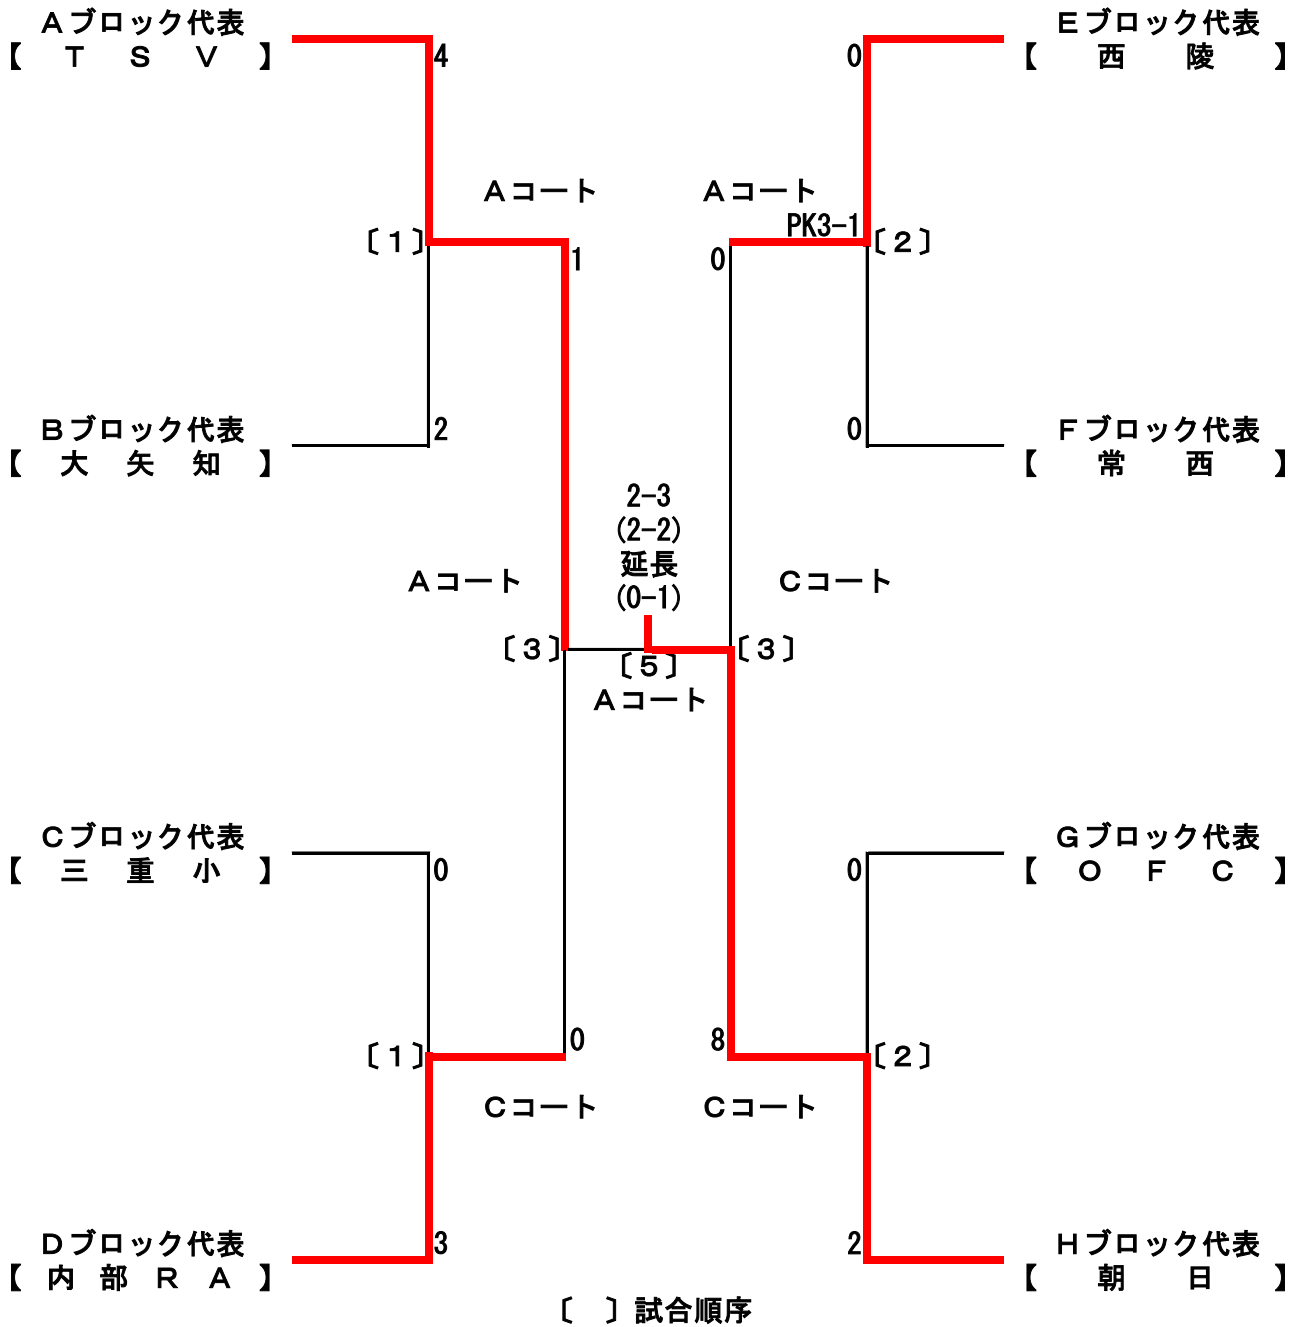 Ａブロック代表
【　Ｔ　Ｓ　Ｖ　】
4
Ａコート
〔１〕
1
Ｂブロック代表
【　大　矢　知　】
2
Ｅブロック代表
【　西　陵　】
0
Ａコート
PK3-1
〔２〕
0
Ｆブロック代表
【　常　西　】
0
2-3
(2-2)
延長
(0-1)
Ａコート
〔３〕
Ｃコート
〔３〕
〔５〕
Ａコート
Ｃブロック代表
【　三　重　小　】
0
〔１〕
0
Ｃコート
Ｄブロック代表
【　内　部　Ｒ　Ａ　】
3
Ｇブロック代表
【　Ｏ　Ｆ　Ｃ　】
0
8
〔２〕
Ｃコート
Ｈブロック代表
【　朝　日　】
2
〔　〕試合順序